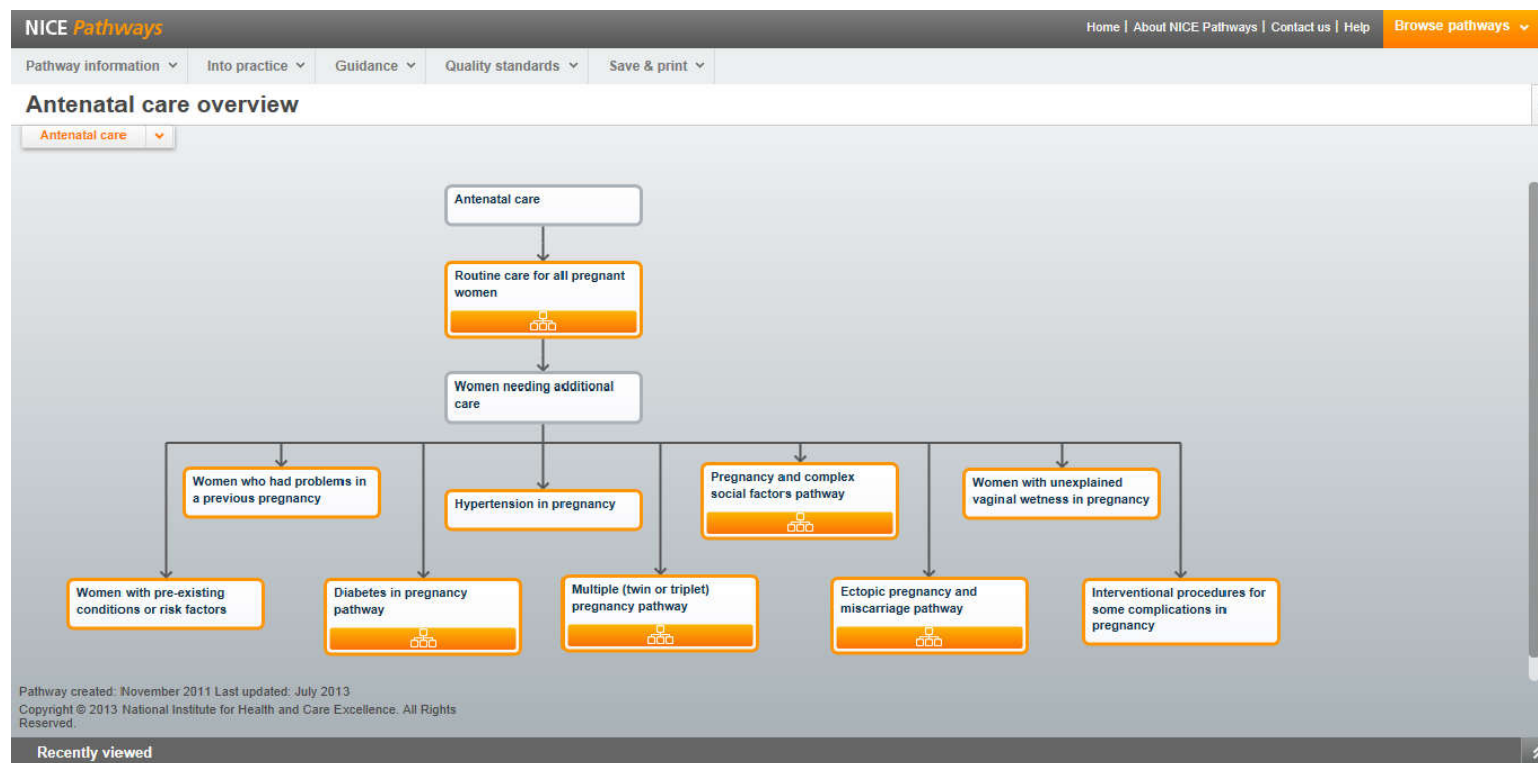 NICE Pathways
Home | About NICE Pathways | Contact us | Help
Browse pathways
Pathway information
Into practice
Guidance
Quality standards
Save & print
Antenatal care overview
Antenatal care
Antenatal care
Routine care for all pregnant
women
Women needing additional
care
Women who had problems in
a previous pregnancy
Hypertension in pregnancy
Pregnancy and complex
social factors pathway
Women with unexplained
vaginal wetness in pregnancy
Women with pre-existing
conditions or risk factors
Diabetes in pregnancy
pathway
Multiple (twin or triplet)
pregnancy pathway
Ectopic pregnancy and
miscarriage pathway
Interventional procedures for
some complications in
pregnancy
Pathway created: November 2011 Last updated: July 2013
Copyright © 2013 National Institute for Health and Care Excellence. All Rights
Reserved.
Recently viewed